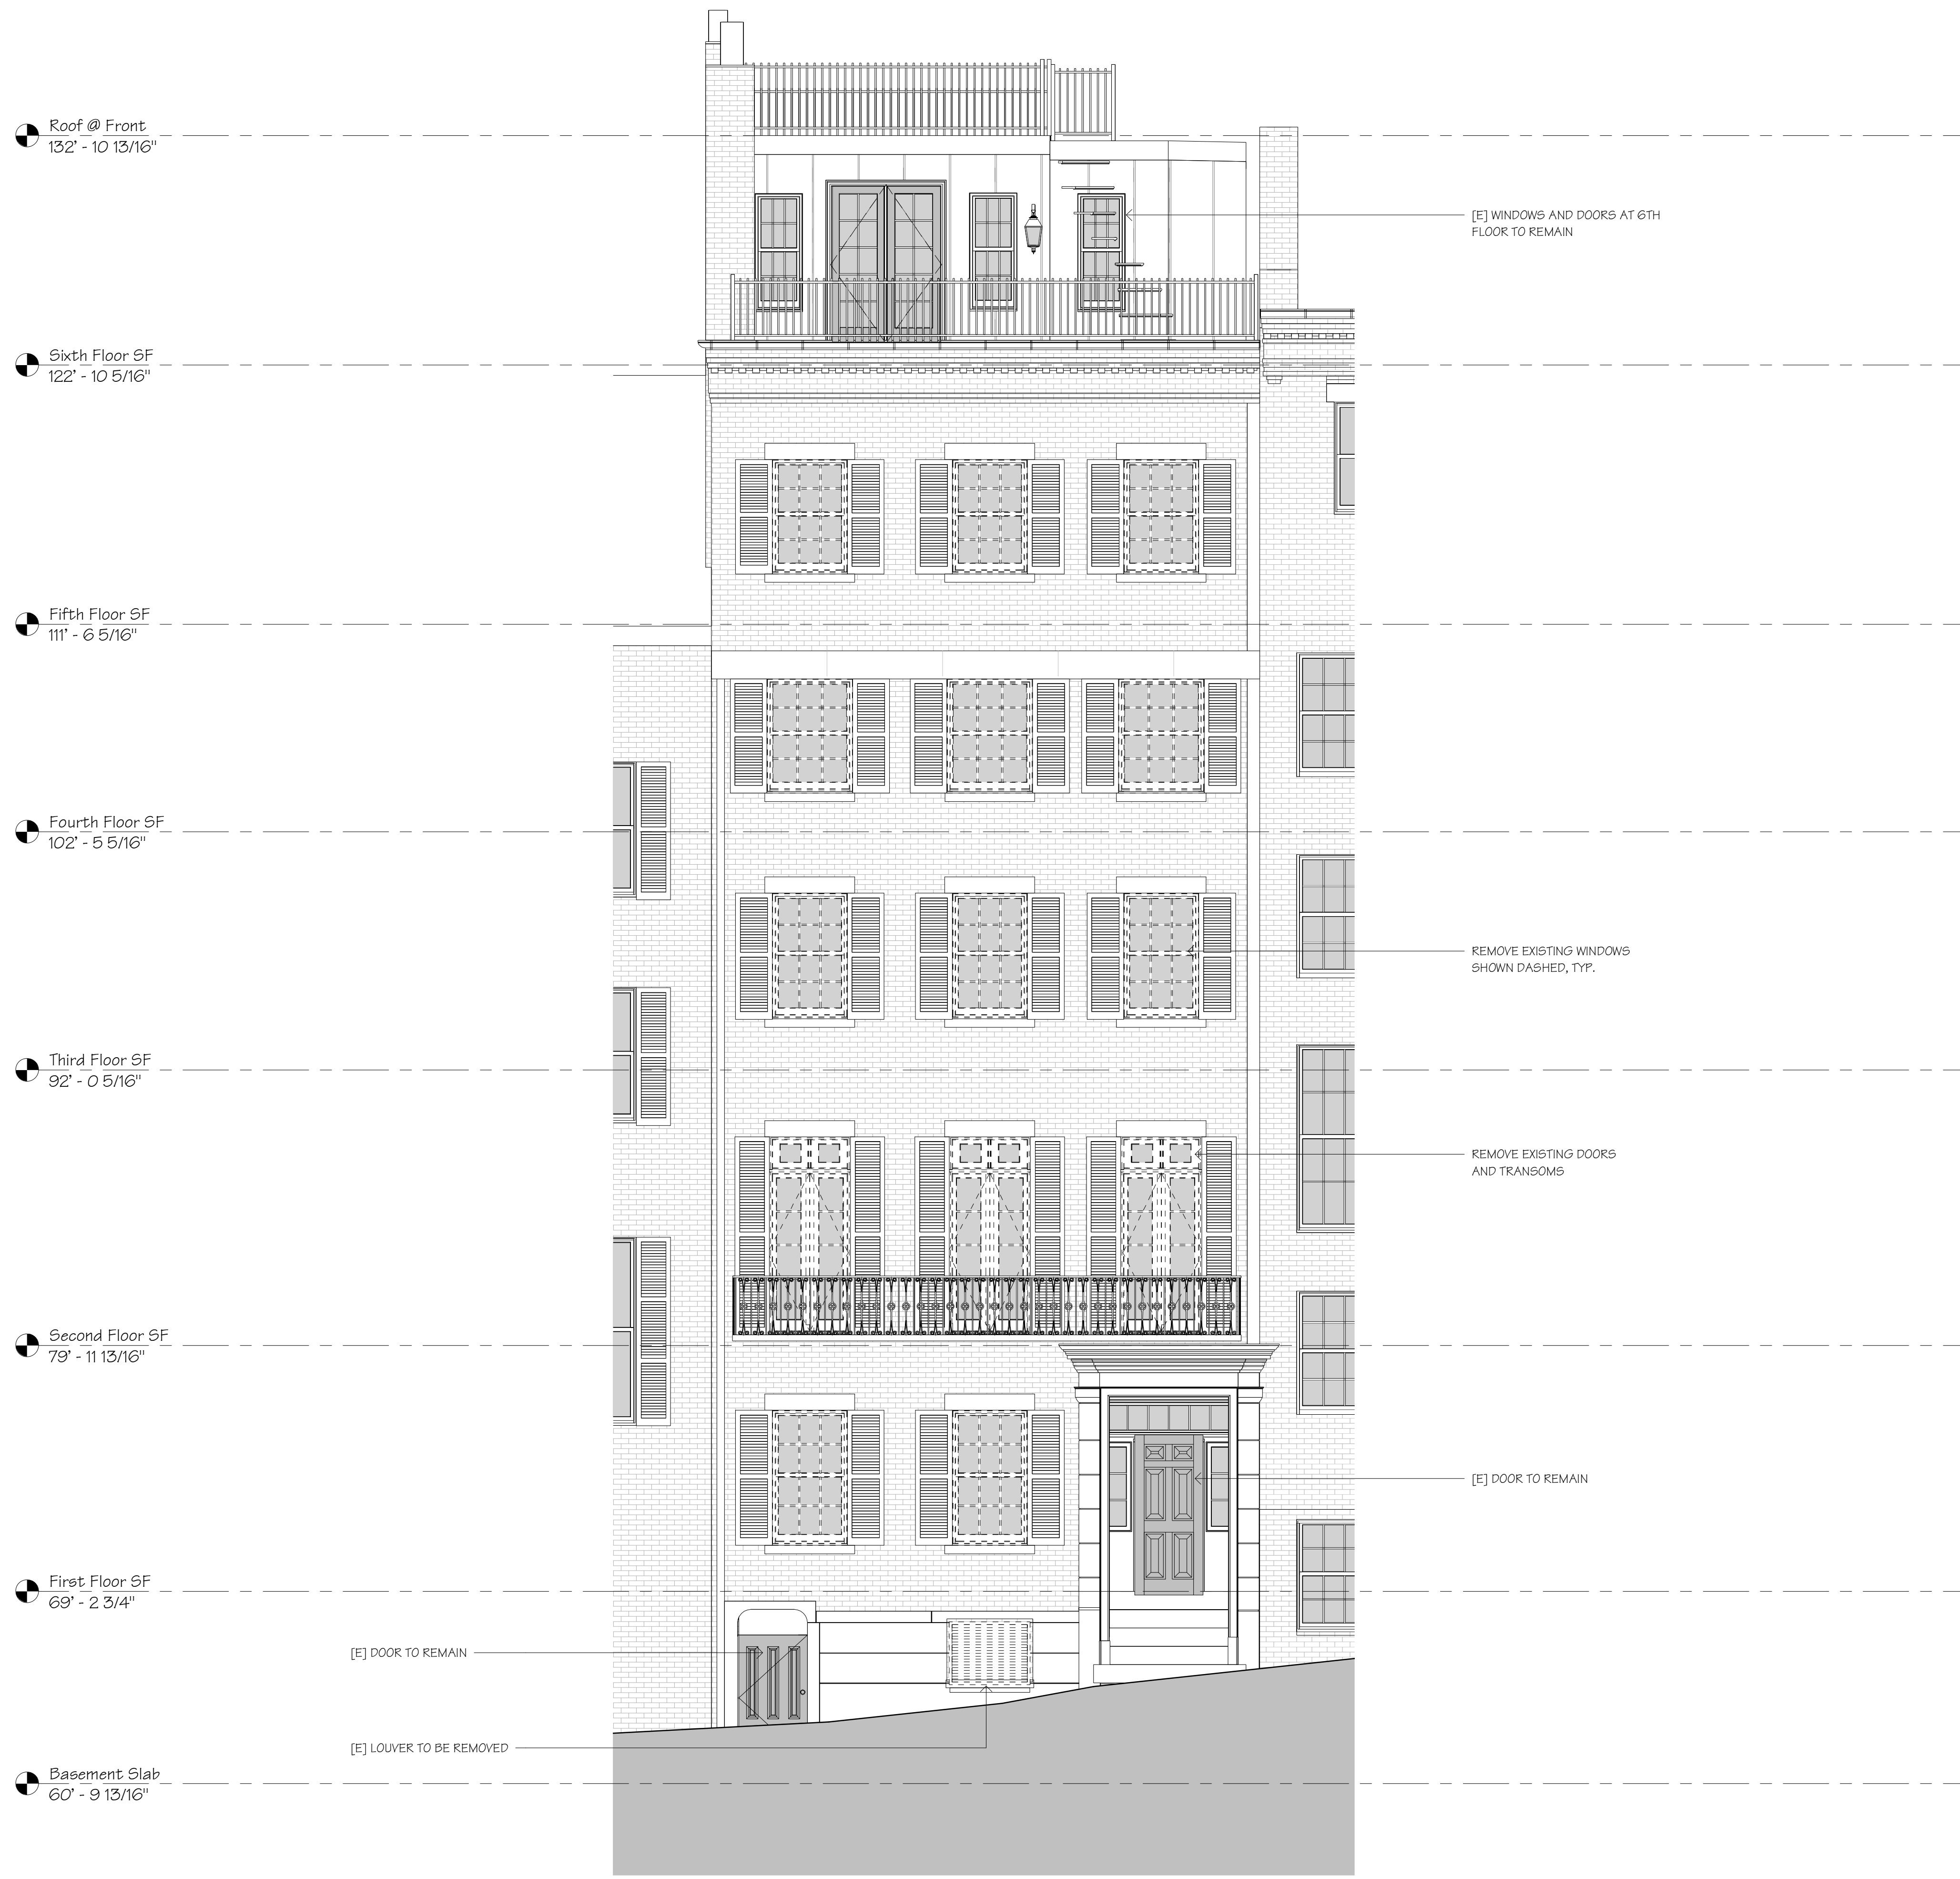 Roof @ Front
132' - 10 13/16"
[E] WINDOWS AND DOORS AT 6TH
FLOOR TO REMAIN
Sixth Floor SF
122' - 10 5/16"
Fifth Floor SF
111' - 6 5/16"
Fourth Floor SF
102' - 5 5/16"
REMOVE EXISTING WINDOWS
SHOWN DASHED, TYP.
Third Floor SF
92' - 0 5/16"
REMOVE EXISTING DOORS
AND TRANSOMS
Second Floor SF
79' - 11 13/16"
[E] DOOR TO REMAIN
First Floor SF
69' - 2 3/4"
[E] DOOR TO REMAIN
[E] LOUVER TO BE REMOVED
Basement Slab
60' - 9 13/16"